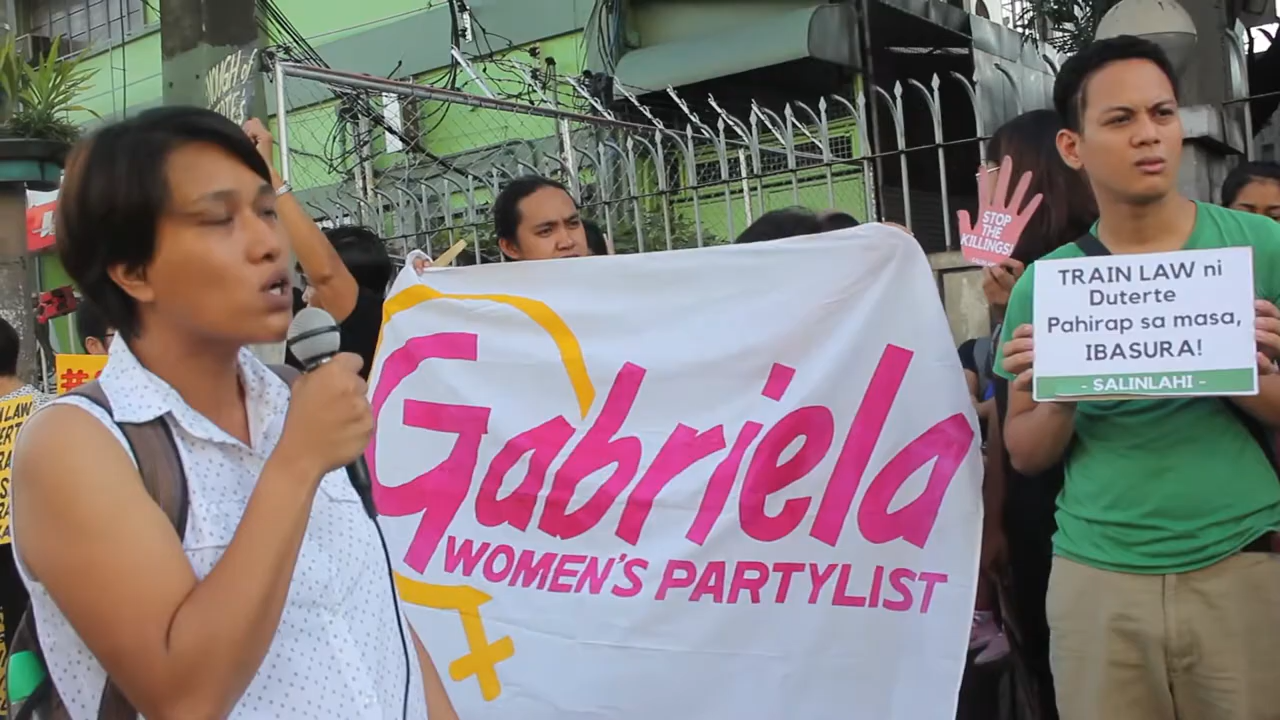 Gabriela
WOMEN'S PARTYLIST
STOP
THE
KILLINGS!
TRAIN LAW ni
Duterte
Pahirap sa masa,
IBASURA!
- SALINLAHI -